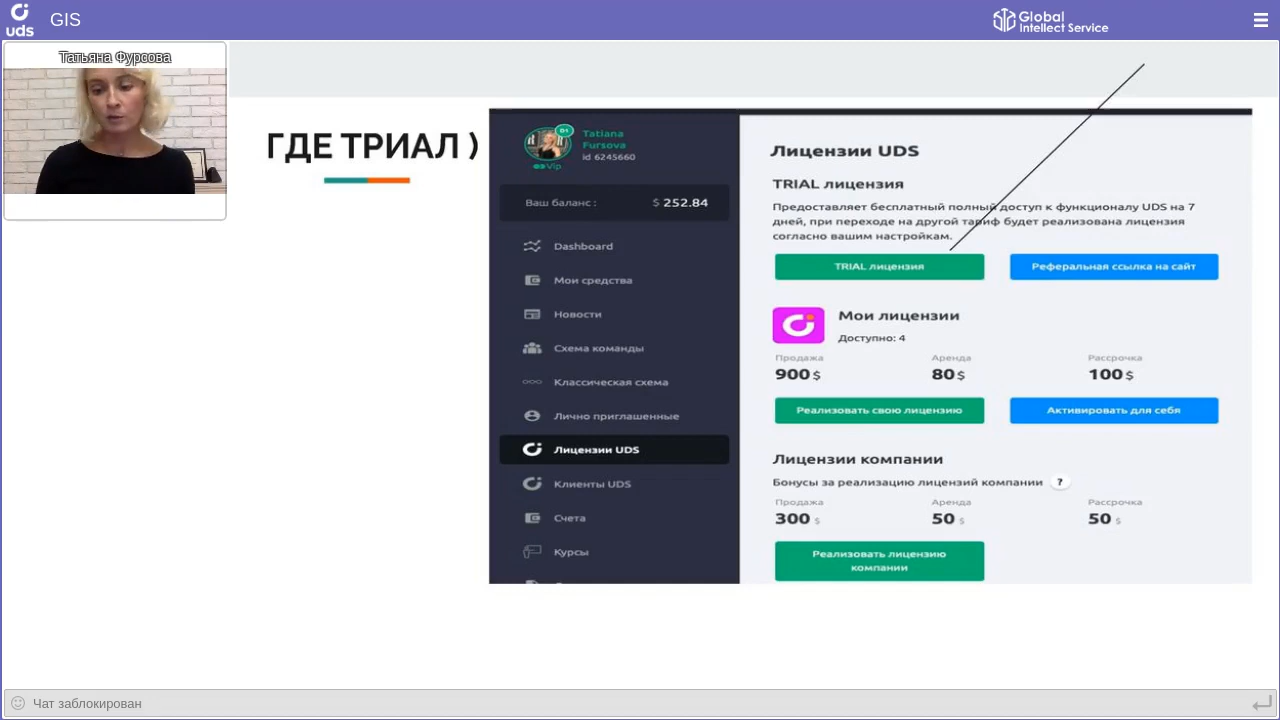 uds
GIS
Global
Intellect Service
Татьяна Фурсова
ГДЕ ТРИАЛ )
01
Tatiana
Fursova
id 6245660
Vip.
Ваш баланс :
$ 252.84
Dashboard
Мои средства
Новости
Схема команды
Классическая схема
Лично приглашенные
Лицензии UDS
Клиенты UDS
Счета
Курсы
Лицензии UDS
TRIAL лицензия
Предоставляет бесплатный полный доступ к функционалу UDS на 7
дней, при переходе на другой тариф будет реализована лицензия
согласно вашим настройкам.
TRIAL лицензия
Реферальная ссылка на сайт
Мои лицензии
Доступно: 4
Продажа
Аренда
Рассрочка
900 $
80 $
100 $
Реализовать свою лицензию
Активировать для себя
Лицензии компании
Бонусы за реализацию лицензий компании ?
Продажа
Аренда
Рассрочка
300 $
50 $
50 $
Реализовать лицензию
компании
Чат заблокирован